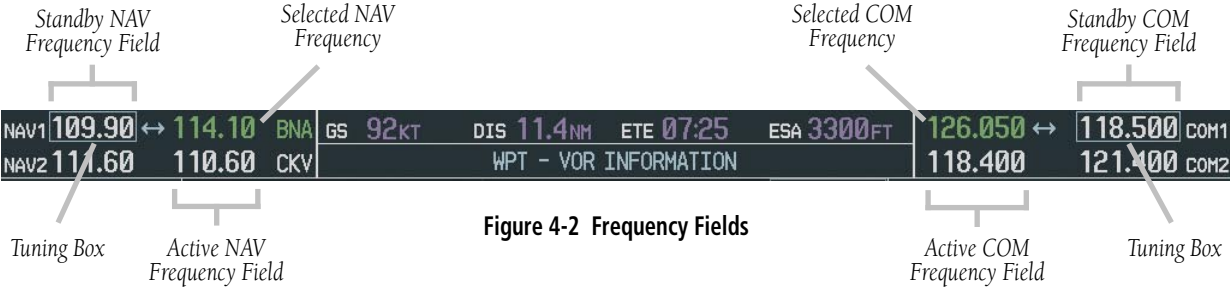 Standby NAV
Frequency Field
Selected NAV
Frequency
Selected COM
Frequency
Standby COM
Frequency Field
NAV1 109.90 ↔ 114.10 BNA GS 92KT DIS 11.4NM ETE 07:25 ESA 3300FT 126.050 ↔ 118.500 COM1
NAV2 111.60 110.60 CKV WPT - VOR INFORMATION 118.400 121.400 COM2
Figure 4-2 Frequency Fields
Tuning Box
Active NAV
Frequency Field
Active COM
Frequency Field
Tuning Box